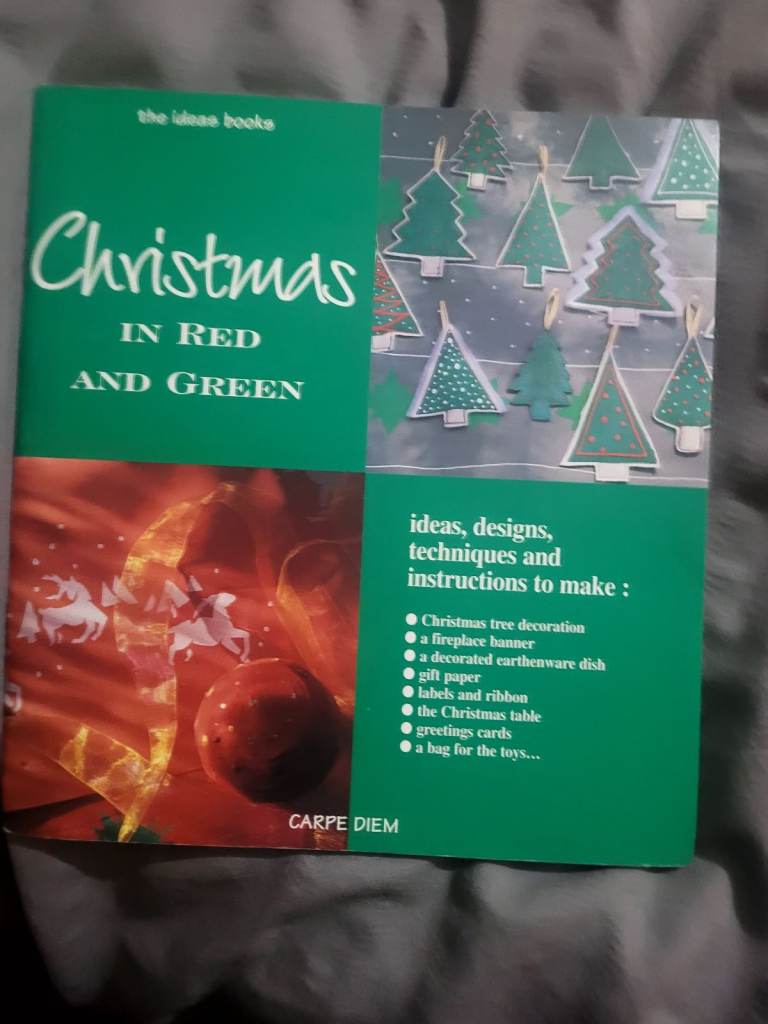 the ideas books
Christmas
IN RED
AND GREEN
ideas, designs,
techniques and
instructions to make :
● Christmas tree decoration
● a fireplace banner
● a decorated earthenware dish
● gift paper
● labels and ribbon
● the Christmas table
● greetings cards
● a bag for the toys...
CARPE DIEM